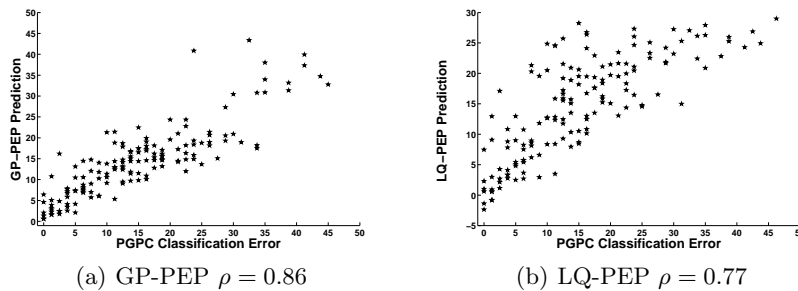 50
45
40
35
30
25
20
15
10
5
0
GP-PEP Prediction
0 5 10 15 20 25 30 35 40 45 50
PGPC Classification Error
(a) GP-PEP ρ = 0.86
30
25
20
15
10
5
0
−5
LQ−PEP Prediction
0 5 10 15 20 25 30 35 40 45 50
PGPC Classification Error
(b) LQ-PEP ρ = 0.77